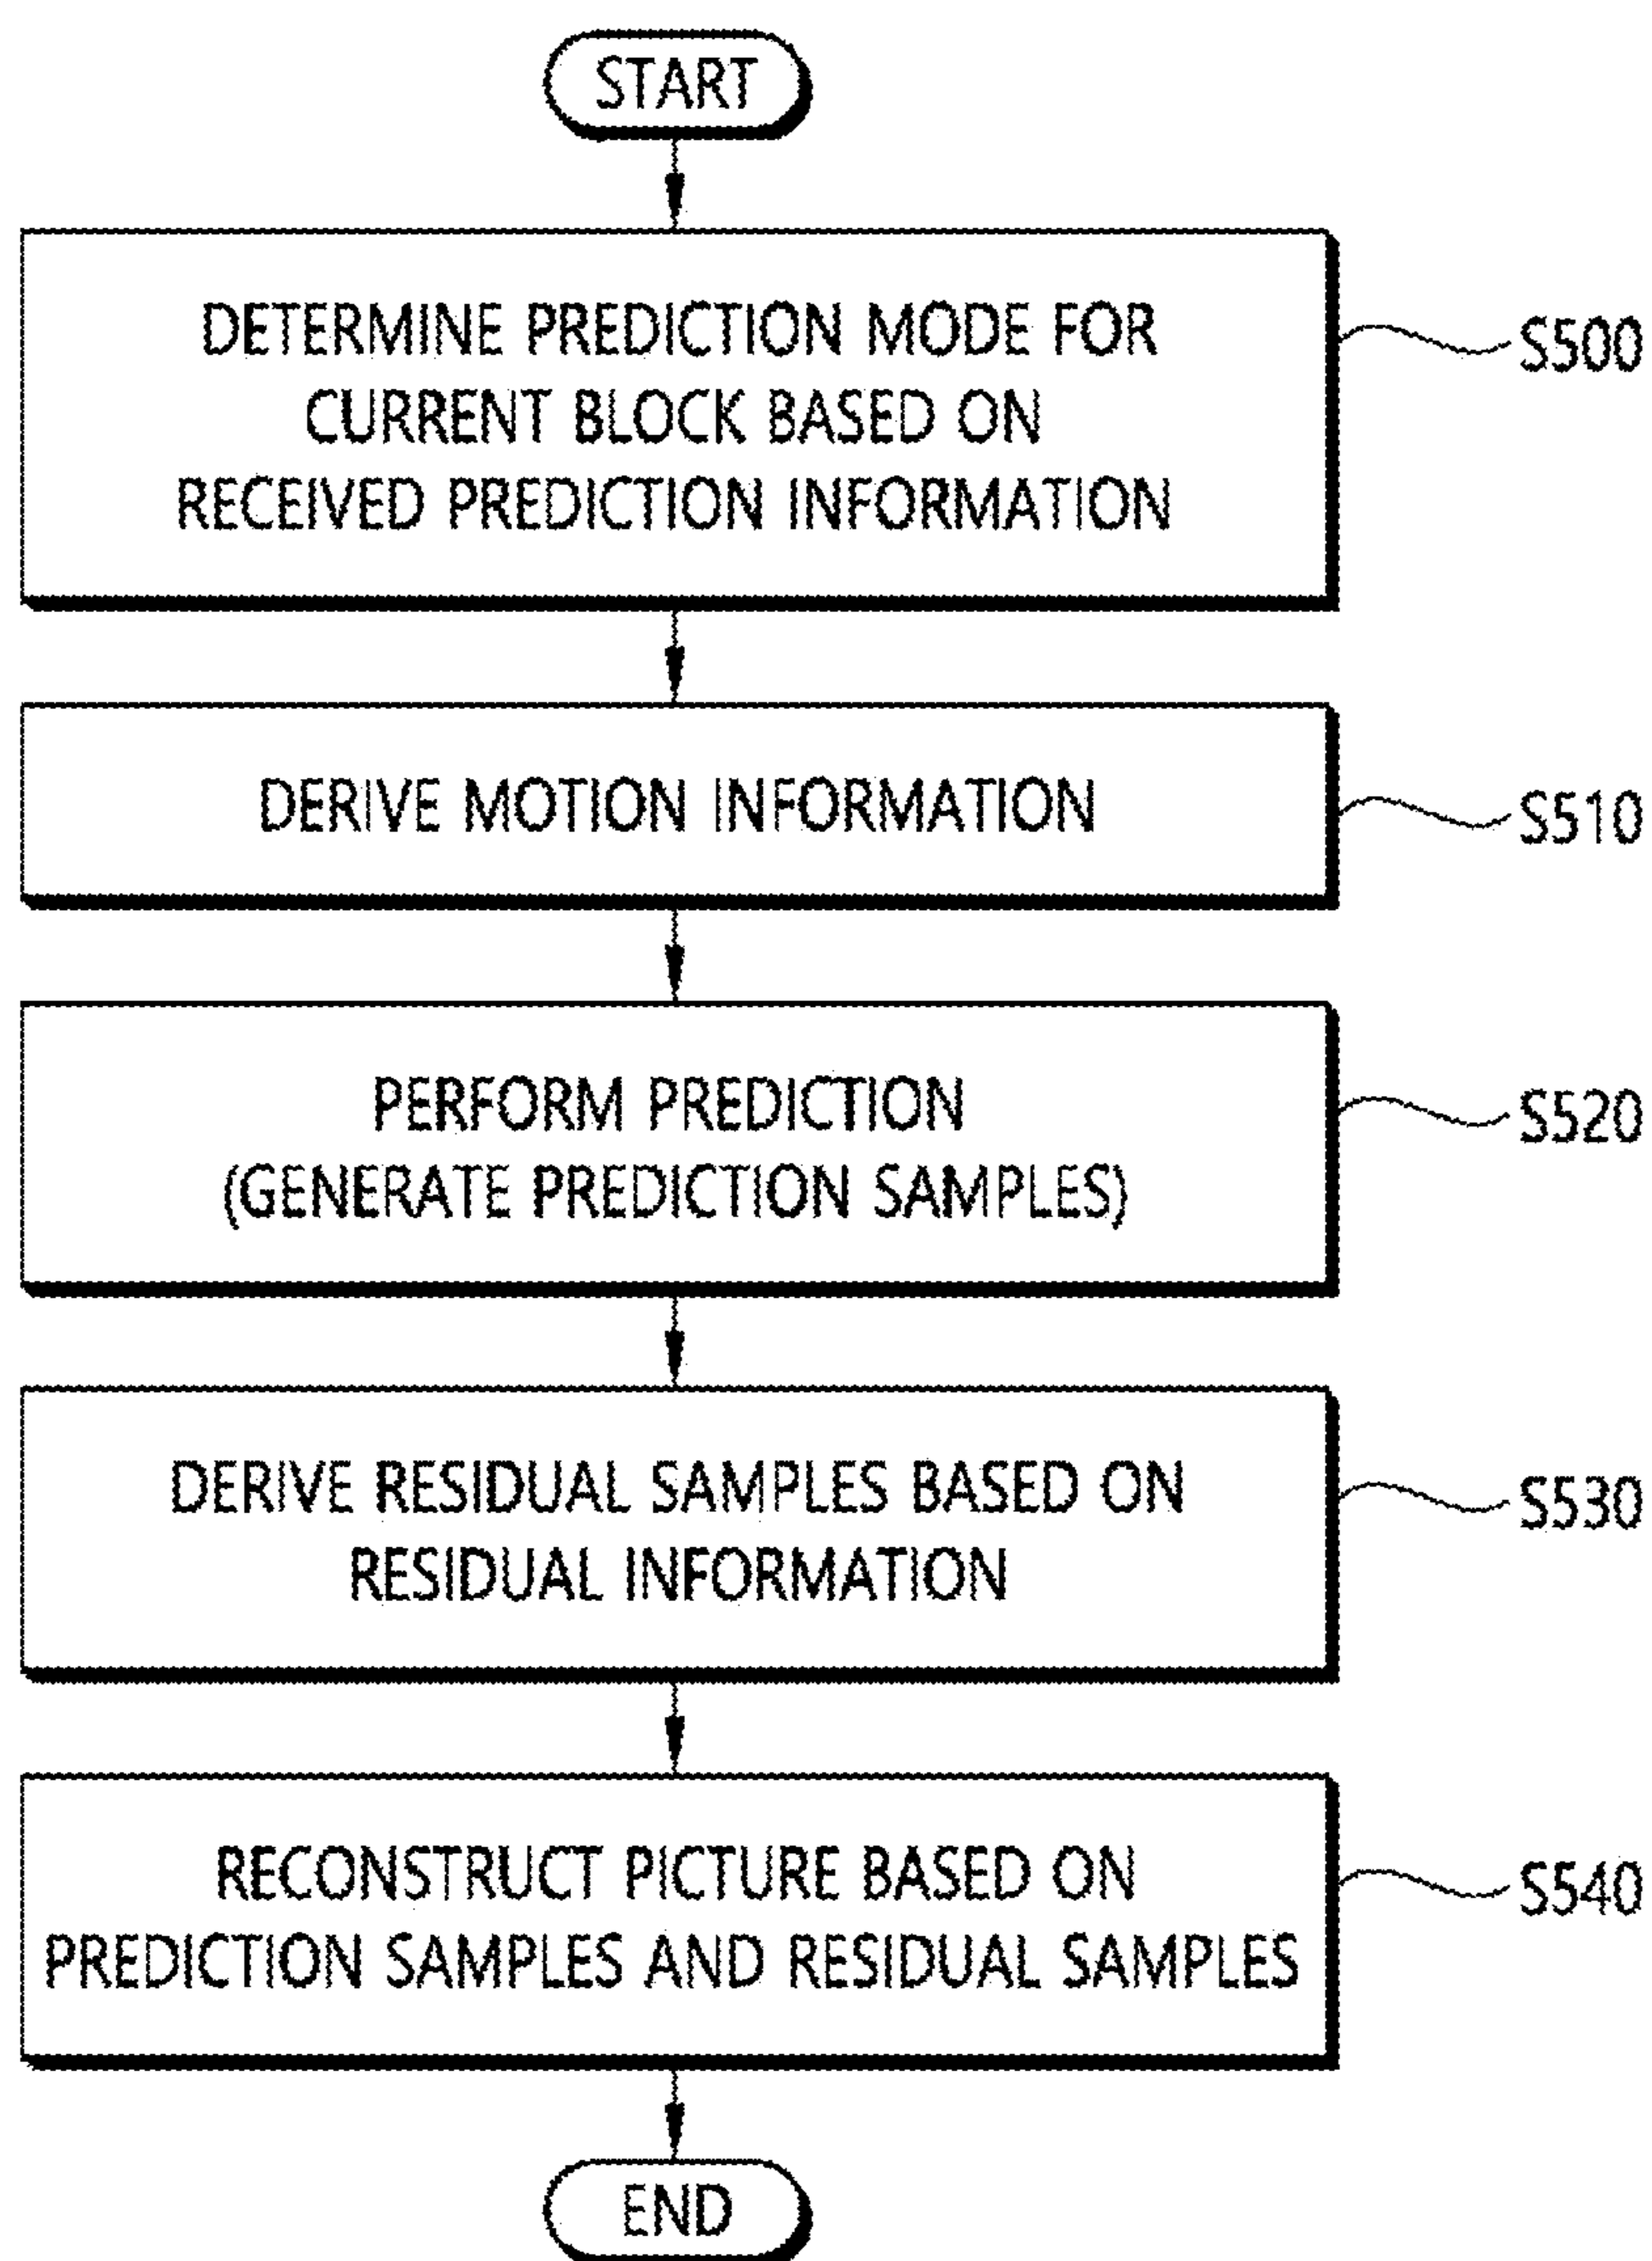 START
DETERMINE PREDICTION MODE FOR
CURRENT BLOCK BASED ON
RECEIVED PREDICTION INFORMATION
S500
DERIVE MOTION INFORMATION
S510
PERFORM PREDICTION
(GENERATE PREDICTION SAMPLES)
S520
DERIVE RESIDUAL SAMPLES BASED ON
RESIDUAL INFORMATION
S530
RECONSTRUCT PICTURE BASED ON
PREDICTION SAMPLES AND RESIDUAL SAMPLES
S540
END